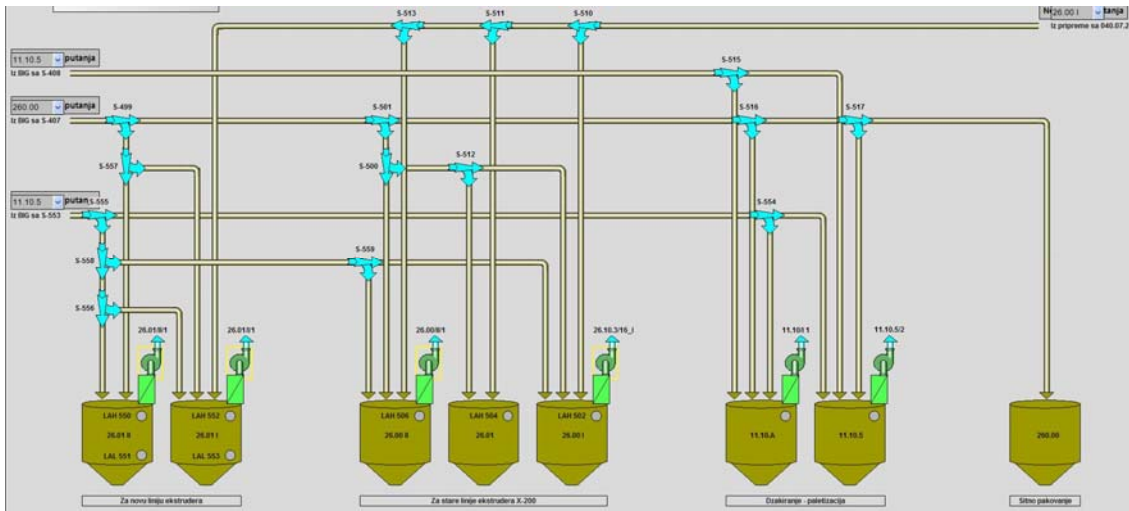 S-513
S-511
S-510
26.00 I
tanja
Iz pripreme sa 040.07.2
11.10.5
putanja
Iz BIG sa S-408
S-515
260.00
putanja
Iz BIG sa S-407
S-499
S-501
S-516
S-517
S-557
S-500
S-512
11.10.5
Iz BIG sa S-553
S-555
S-554
S-558
S-559
S-556
26.01/II/1
26.01/I/1
26.00/II/1
26.10.3/16_I
11.10/I 1
11.10.5/2
LAH 550
LAH 552
LAH 506
LAH 504
LAH 502
26.01 II
26.01 I
26.00 II
26.01
26.00 I
11.10.A
11.10.5
260.00
LAL 551
LAL 553
Za novu liniju ekstrudera
Za stare linije ekstrudera X-200
Dzakiranje - paletizacija
Sitno pakovanje